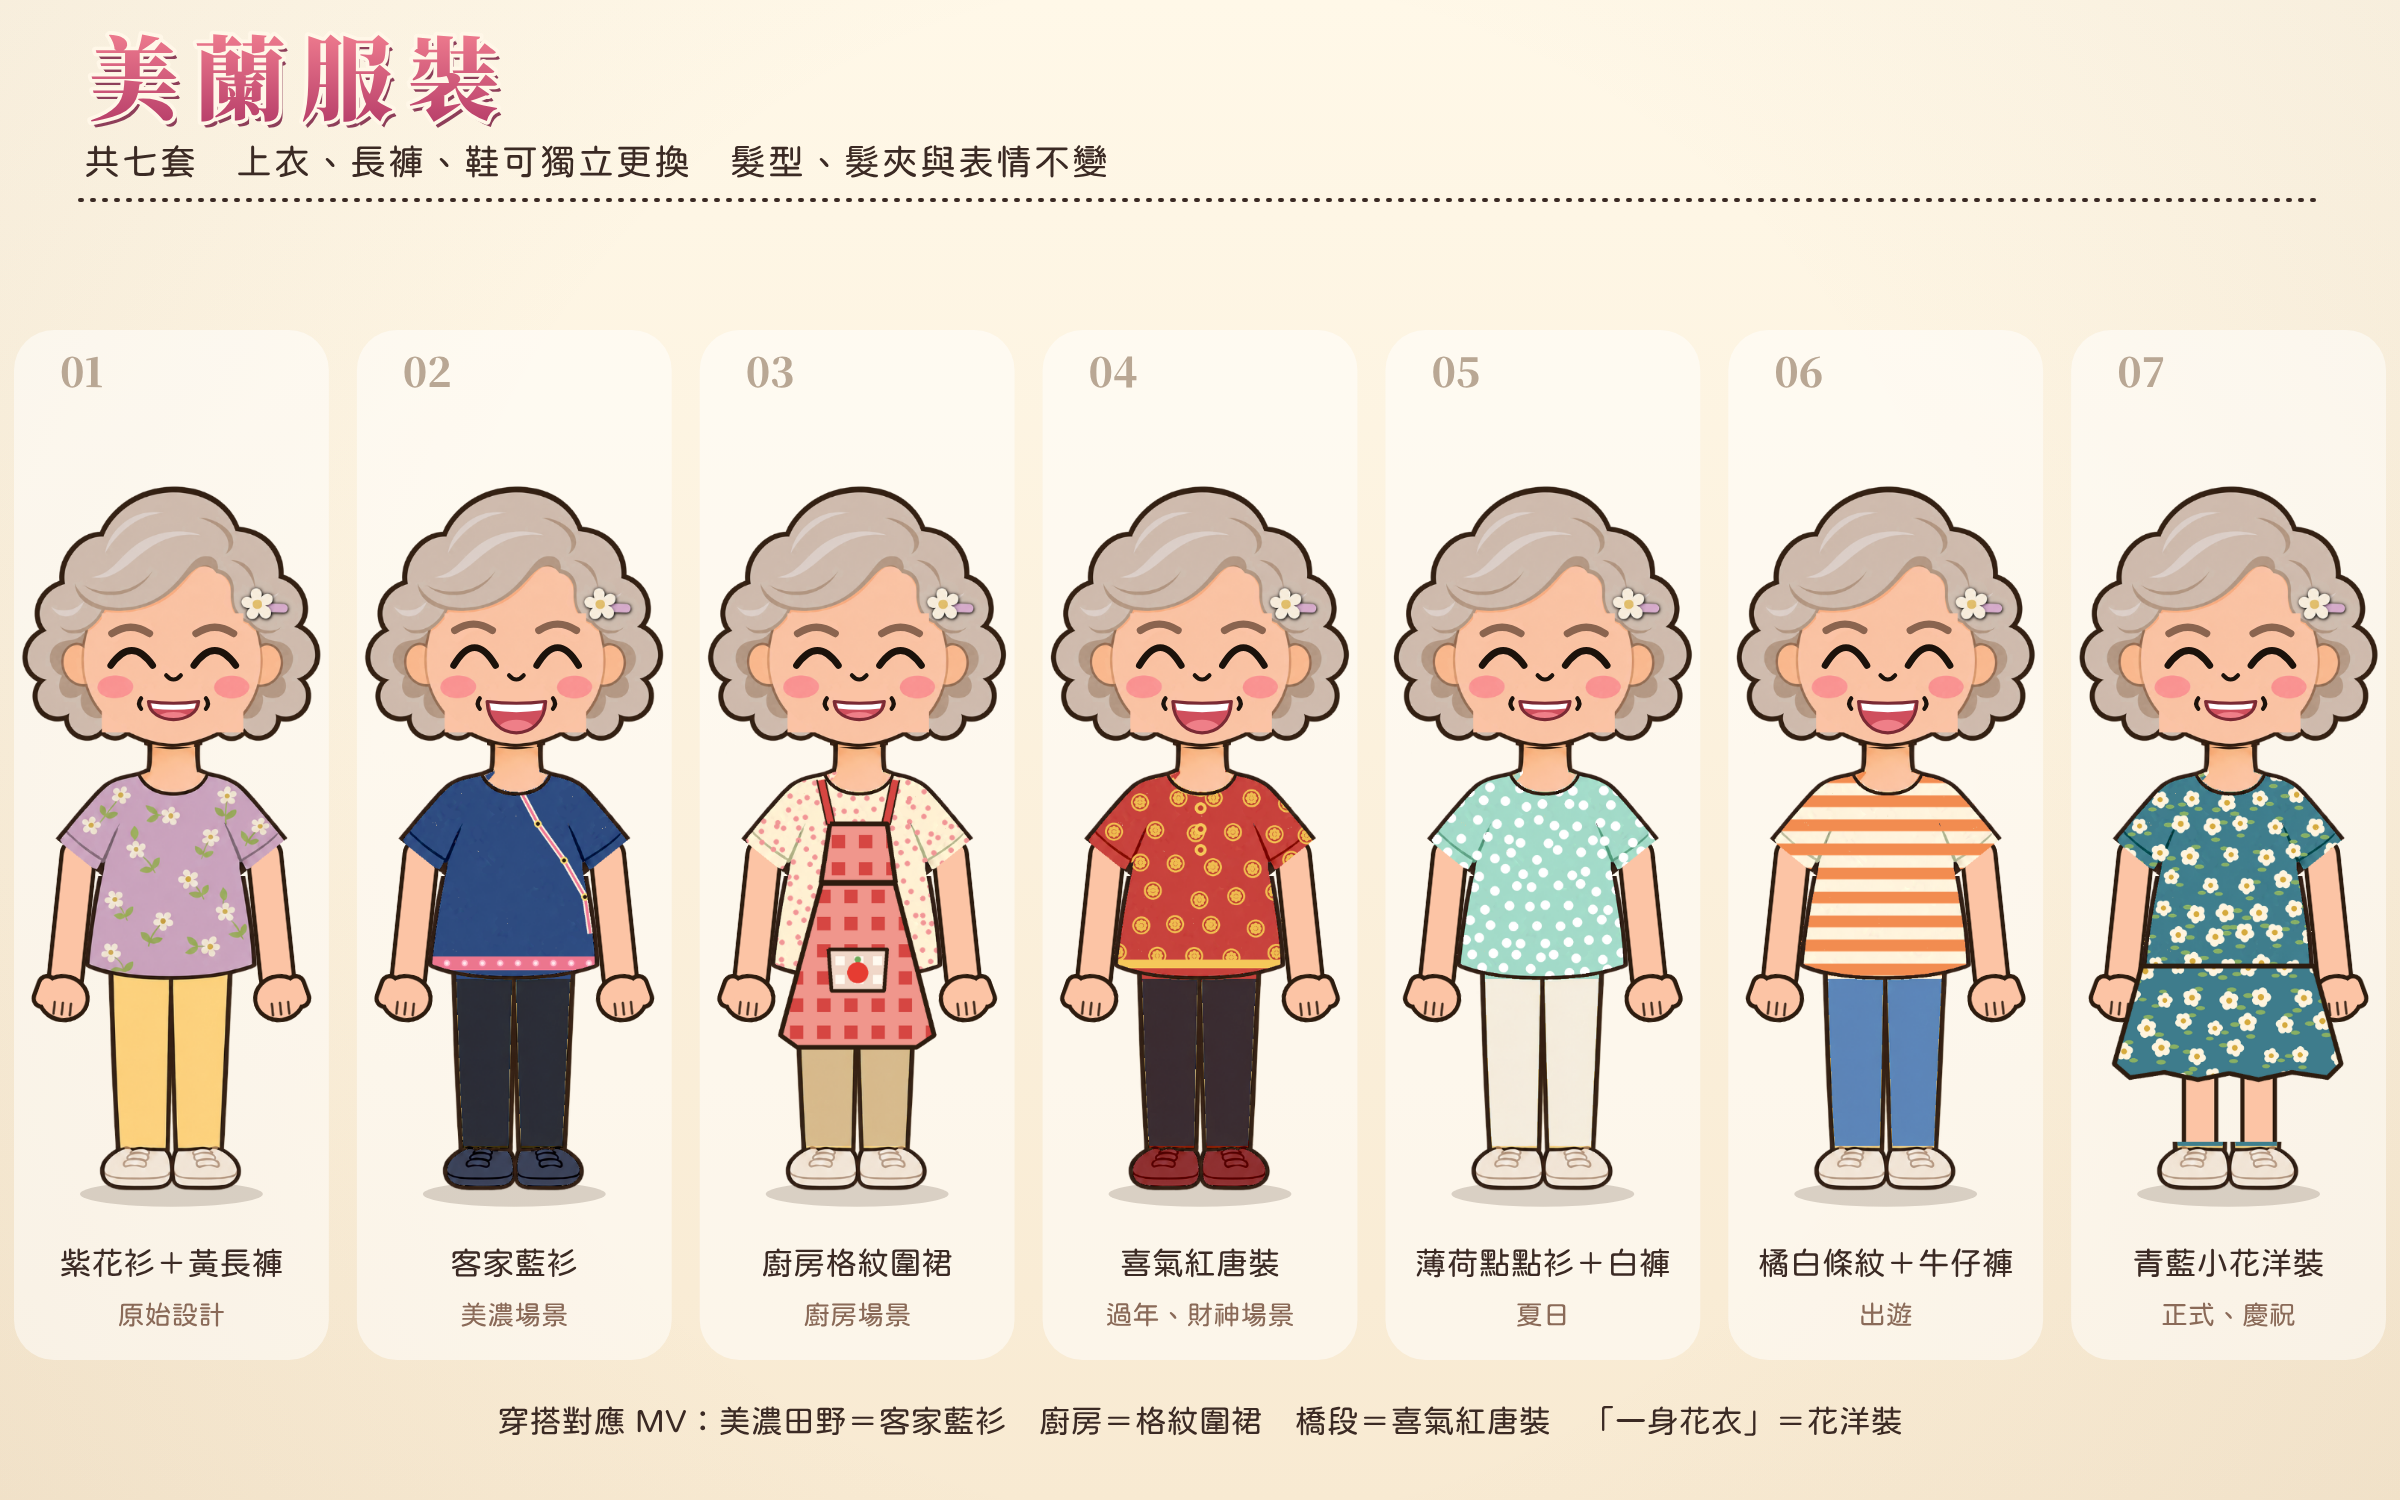 美蘭服裝
共七套　上衣、長褲、鞋可獨立更換　髮型、髮夾與表情不變
01
02
03
04
05
06
07
紫花衫＋黃長褲
原始設計
客家藍衫
美濃場景
廚房格紋圍裙
廚房場景
喜氣紅唐裝
過年、財神場景
薄荷點點衫＋白褲
夏日
橘白條紋＋牛仔褲
出遊
青藍小花洋裝
正式、慶祝
穿搭對應 MV：美濃田野＝客家藍衫　廚房＝格紋圍裙　橋段＝喜氣紅唐裝　「一身花衣」＝花洋裝